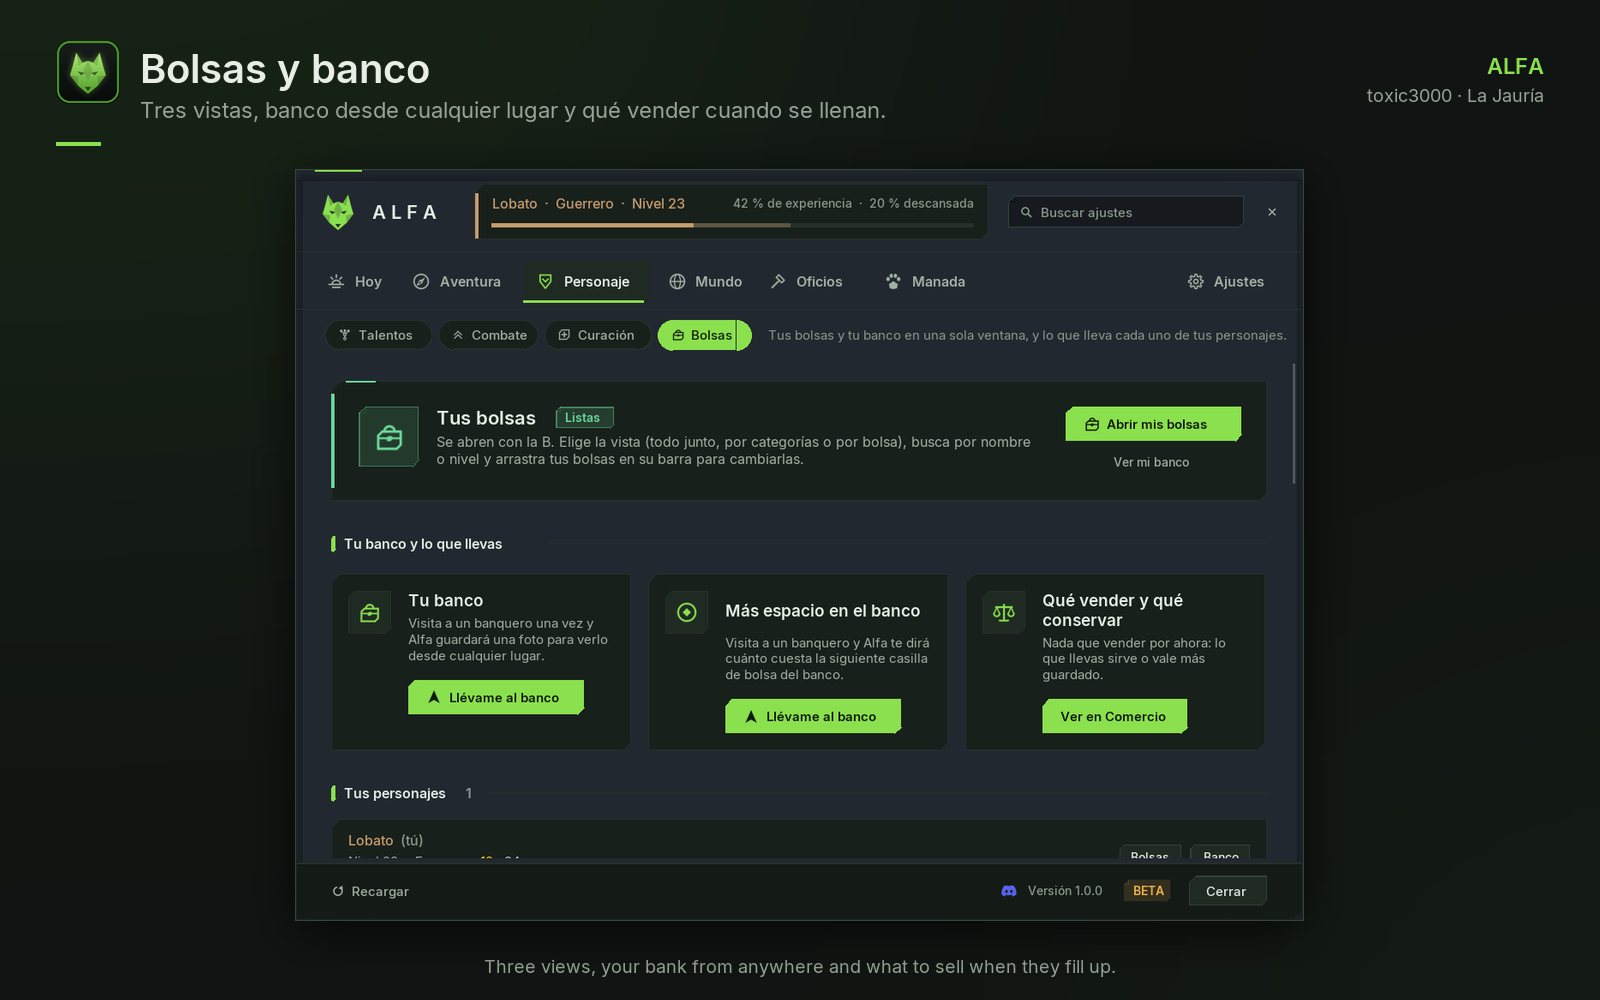 Bolsas y banco
Tres vistas, banco desde cualquier lugar y qué vender cuando se llenan.
ALFA
toxic3000 · La Jauría
ALFA
Lobato · Guerrero · Nivel 23
42 % de experiencia · 20 % descansada
Buscar ajustes
×
Hoy
Aventura
Personaje
Mundo
Oficios
Manada
Ajustes
Talentos
Combate
Curación
Bolsas
Tus bolsas y tu banco en una sola ventana, y lo que lleva cada uno de tus personajes.
Tus bolsas
Listas
Se abren con la B. Elige la vista (todo junto, por categorías o por bolsa), busca por nombre
o nivel y arrastra tus bolsas en su barra para cambiarlas.
Abrir mis bolsas
Ver mi banco
Tu banco y lo que llevas
Tu banco
Visita a un banquero una vez y
Alfa guardará una foto para verlo
desde cualquier lugar.
Llévame al banco
Más espacio en el banco
Visita a un banquero y Alfa te dirá
cuánto cuesta la siguiente casilla
de bolsa del banco.
Llévame al banco
Qué vender y qué
conservar
Nada que vender por ahora: lo
que llevas sirve o vale más
guardado.
Ver en Comercio
Tus personajes 1
Lobato (tú)
Bolsas
Banco
Recargar
Versión 1.0.0
BETA
Cerrar
Three views, your bank from anywhere and what to sell when they fill up.